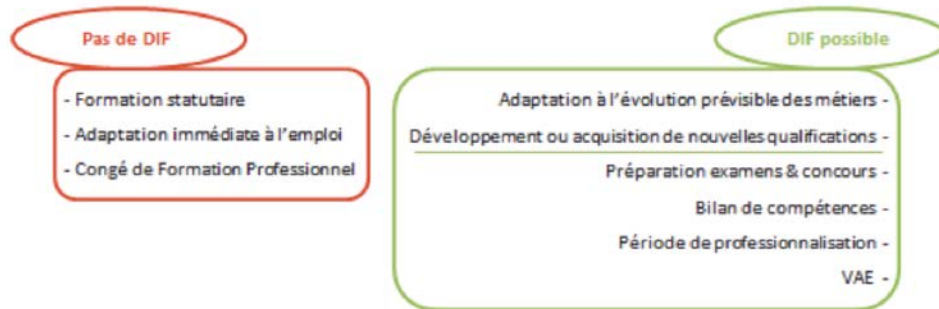 Pas de DIF
- Formation statutaire
- Adaptation immédiate à l'emploi
- Congé de Formation Professionnel
DIF possible
Adaptation à l'évolution prévisible des métiers -
Développement ou acquisition de nouvelles qualifications -
Préparation examens & concours -
Bilan de compétences -
Période de professionnalisation -
VAE -